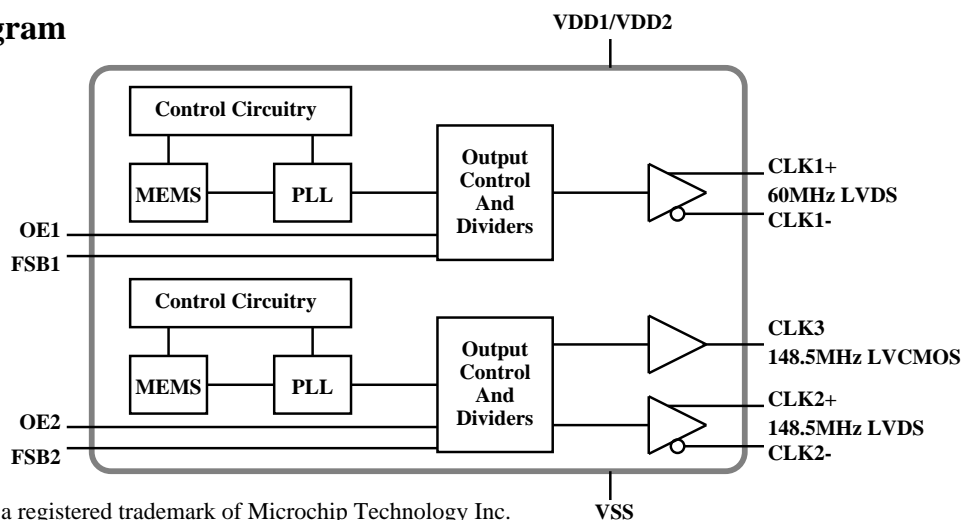 gram
VDD1/VDD2
Control Circuitry
MEMS
PLL
Output
Control
And
Dividers
CLK1+
60MHz LVDS
CLK1-
OE1
FSB1
Control Circuitry
MEMS
PLL
Output
Control
And
Dividers
CLK3
148.5MHz LVCMOS
CLK2+
148.5MHz LVDS
CLK2-
OE2
FSB2
a registered trademark of Microchip Technology Inc.
VSS